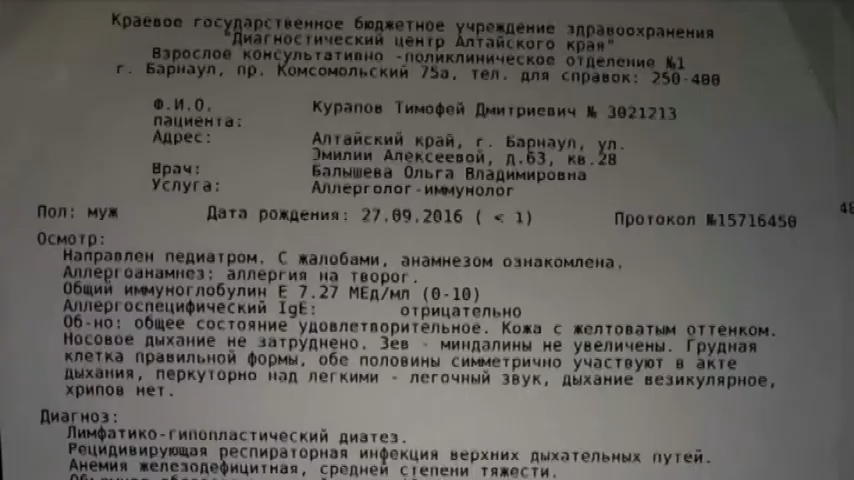 Краевое государственное бюджетное учреждение здравоохранения
"Диагностический центр Алтайского края"
Взрослое консультативно -поликлиническое отделение №1
г. Барнаул, пр. Комсомольский 75а, тел. для справок: 250-400
Ф.И.О. Курапов Тимофей Дмитриевич № 3021213
пациента:
Адрес: Алтайский край, г. Барнаул, ул.
Эмилии Алексеевой, д.63, кв.28
Врач: Балышева Ольга Владимировна
Услуга: Аллерголог-иммунолог
Пол: муж Дата рождения: 27.09.2016 ( < 1) Протокол №15716450
Осмотр:
Направлен педиатром. С жалобами, анамнезом ознакомлена.
Аллергоанамнез: аллергия на творог.
Общий иммуноглобулин Е 7.27 МЕд/мл (0-10)
Аллергоспецифический IgE: отрицательно
Об-но: общее состояние удовлетворительное. Кожа с желтоватым оттенком.
Носовое дыхание не затруднено. Зев - миндалины не увеличены. Грудная
клетка правильной формы, обе половины симметрично участвуют в акте
дыхания, перкуторно над легкими - легочный звук, дыхание везикулярное,
хрипов нет.
Диагноз:
Лимфатико-гипопластический диатез.
Рецидивирующая респираторная инфекция верхних дыхательных путей.
Анемия железодефицитная, средней степени тяжести.